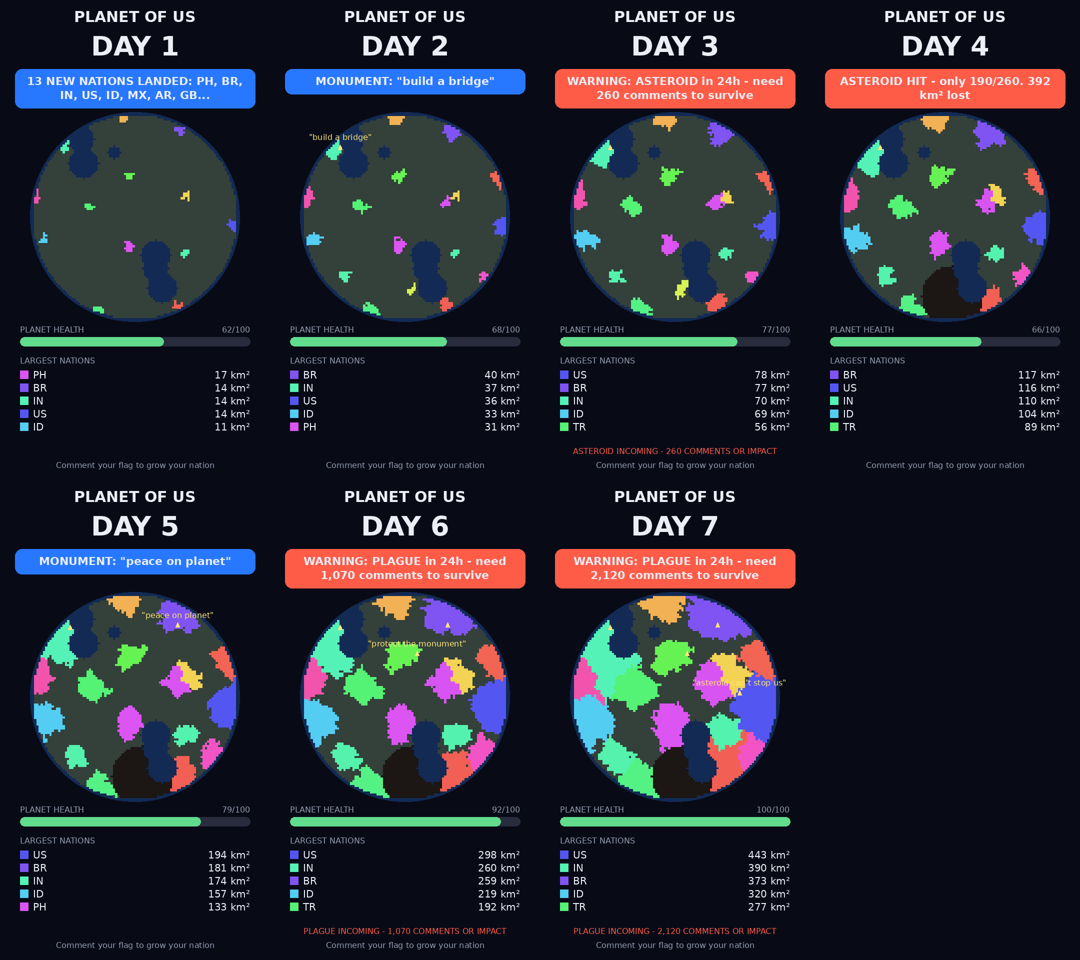 PLANET OF US
DAY 1
13 NEW NATIONS LANDED: PH, BR,
IN, US, ID, MX, AR, GB...
PLANET HEALTH 62/100
LARGEST NATIONS
PH 17 km²
BR 14 km²
IN 14 km²
US 14 km²
ID 11 km²
Comment your flag to grow your nation
PLANET OF US
DAY 2
MONUMENT: "build a bridge"
"build a bridge"
PLANET HEALTH 68/100
LARGEST NATIONS
BR 40 km²
IN 37 km²
US 36 km²
ID 33 km²
PH 31 km²
Comment your flag to grow your nation
PLANET OF US
DAY 3
WARNING: ASTEROID in 24h - need
260 comments to survive
PLANET HEALTH 77/100
LARGEST NATIONS
US 78 km²
BR 77 km²
IN 70 km²
ID 69 km²
TR 56 km²
ASTEROID INCOMING - 260 COMMENTS OR IMPACT
Comment your flag to grow your nation
PLANET OF US
DAY 4
ASTEROID HIT - only 190/260. 392
km² lost
PLANET HEALTH 66/100
LARGEST NATIONS
BR 117 km²
US 116 km²
IN 110 km²
ID 104 km²
TR 89 km²
Comment your flag to grow your nation
PLANET OF US
DAY 5
MONUMENT: "peace on planet"
"peace on planet"
PLANET HEALTH 79/100
LARGEST NATIONS
US 194 km²
BR 181 km²
IN 174 km²
ID 157 km²
PH 133 km²
Comment your flag to grow your nation
PLANET OF US
DAY 6
WARNING: PLAGUE in 24h - need
1,070 comments to survive
"protect the monument"
PLANET HEALTH 92/100
LARGEST NATIONS
US 298 km²
IN 260 km²
BR 259 km²
ID 219 km²
TR 192 km²
PLAGUE INCOMING - 1,070 COMMENTS OR IMPACT
Comment your flag to grow your nation
PLANET OF US
DAY 7
WARNING: PLAGUE in 24h - need
2,120 comments to survive
"asteroid can't stop us"
PLANET HEALTH 100/100
LARGEST NATIONS
US 443 km²
IN 390 km²
BR 373 km²
ID 320 km²
TR 277 km²
PLAGUE INCOMING - 2,120 COMMENTS OR IMPACT
Comment your flag to grow your nation